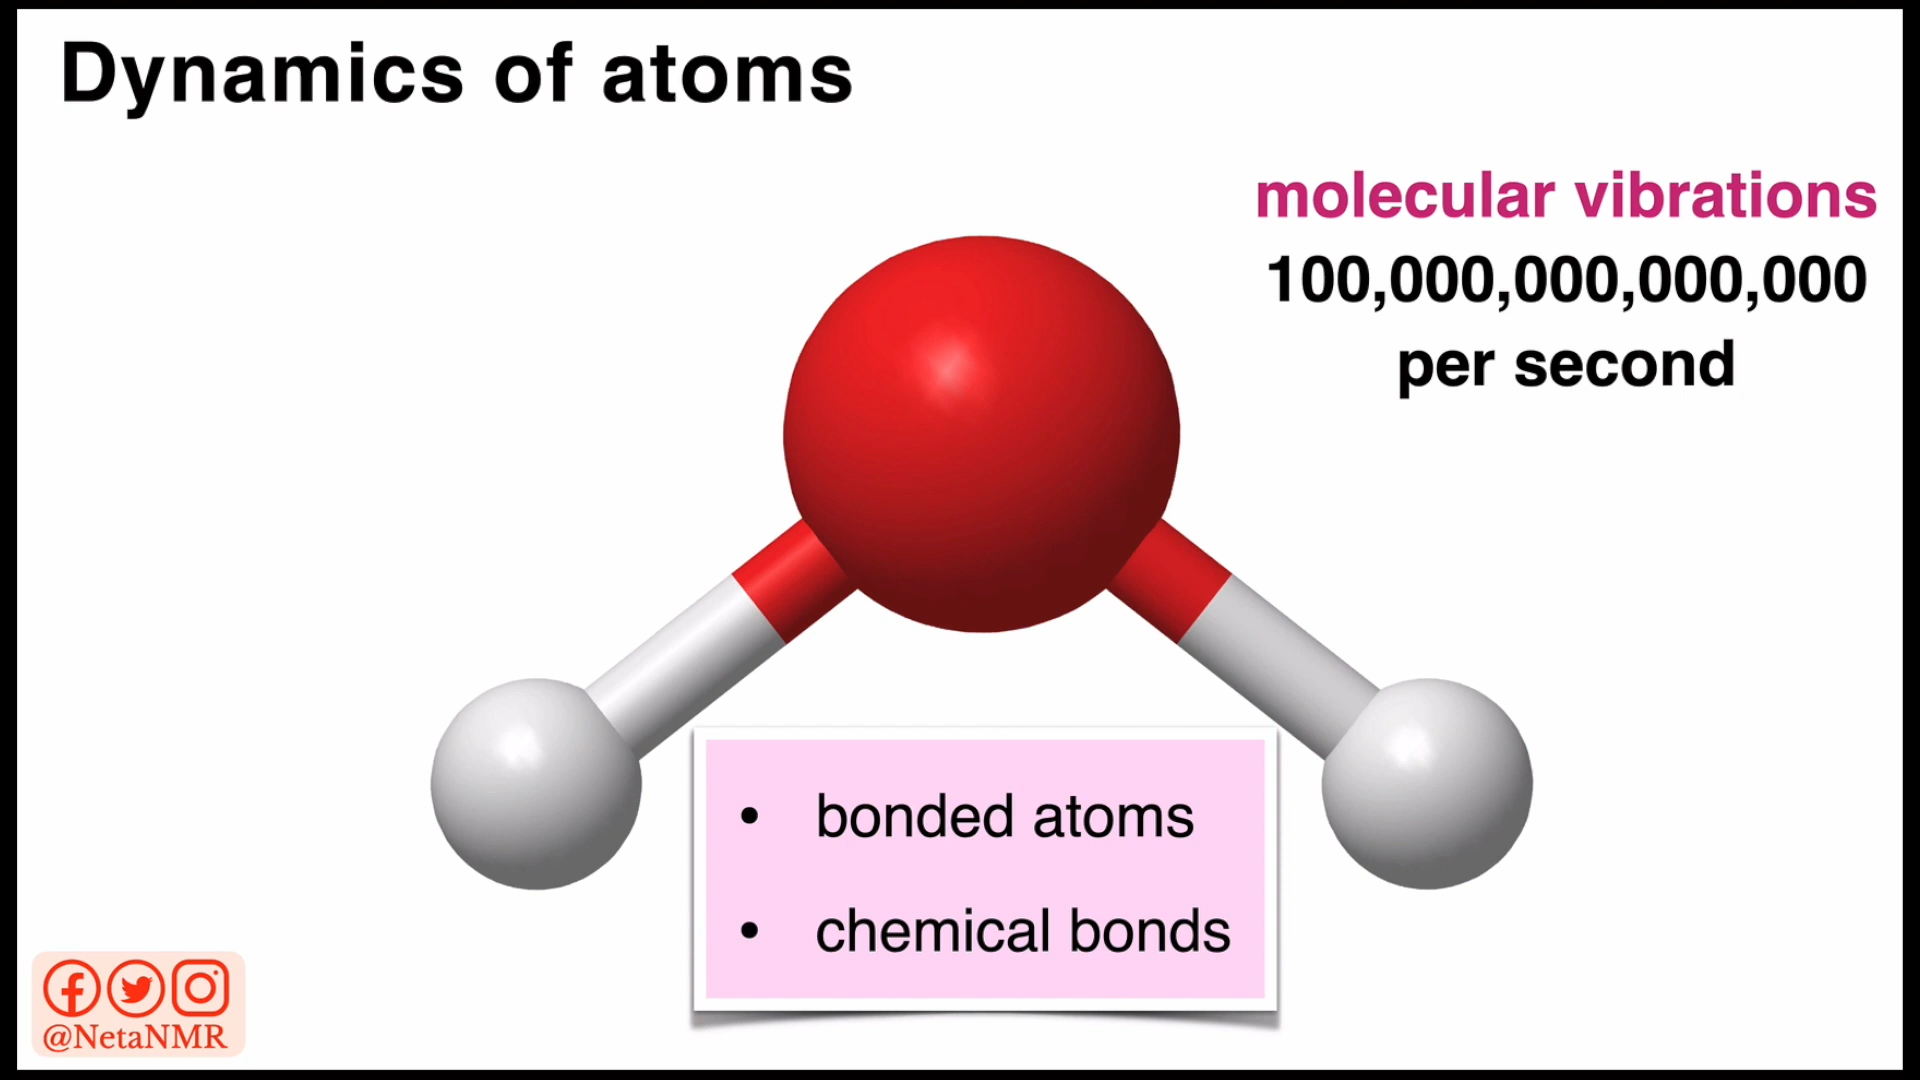 Dynamics of atoms
molecular vibrations
100,000,000,000,000
per second
• bonded atoms
• chemical bonds
@NetaNMR